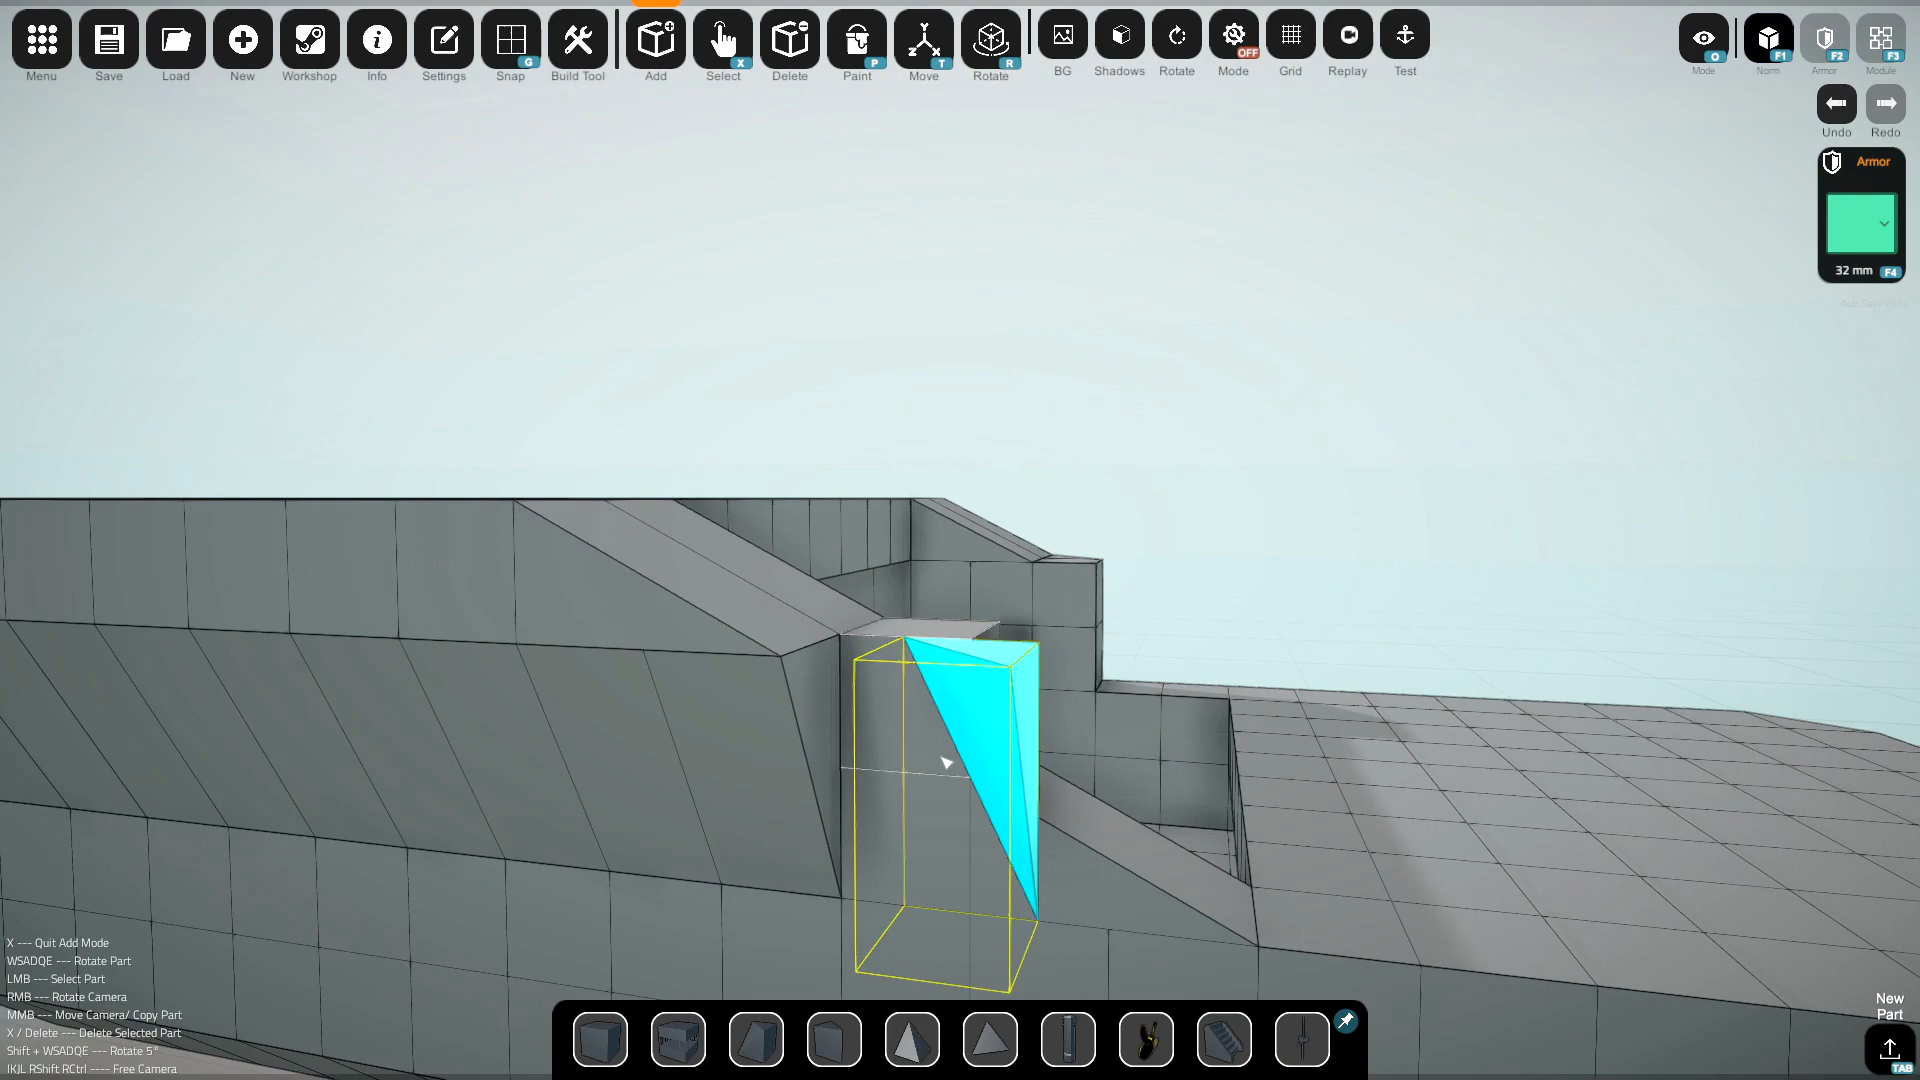 Menu
Save
Load
New
Workshop
Info
Settings
G
Snap
Build Tool
Add
X
Select
Delete
P
Paint
T
Move
R
Rotate
BG
Shadows
Rotate
OFF
Mode
Grid
Replay
Test
O
Mode
F1
Norm
F2
Armor
F3
Module
Undo
Redo
Armor
32 mm
F4
X --- Quit Add Mode
WSADQE --- Rotate Part
LMB --- Select Part
RMB --- Rotate Camera
MMB --- Move Camera/ Copy Part
X / Delete --- Delete Selected Part
Shift + WSADQE --- Rotate 5°
IKJL RShift RCtrl ---- Free Camera
New
Part
TAB